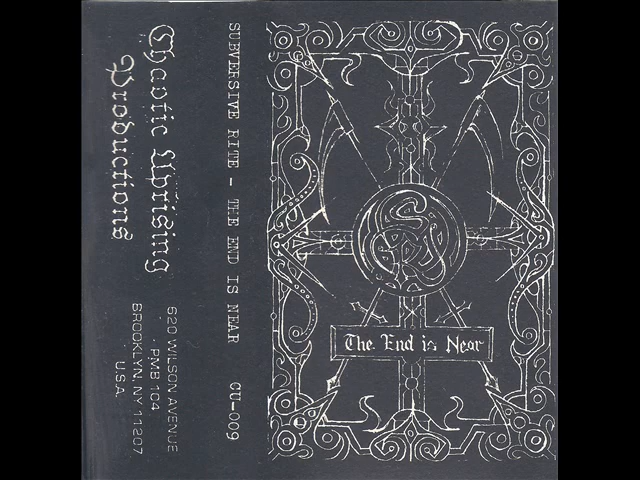 Chaotic Uprising
Productions
620 WILSON AVENUE
PMB 104
BROOKLYN, NY 11207
U.S.A.
SUBVERSIVE RITE - THE END IS NEAR CU-009
The End is Near